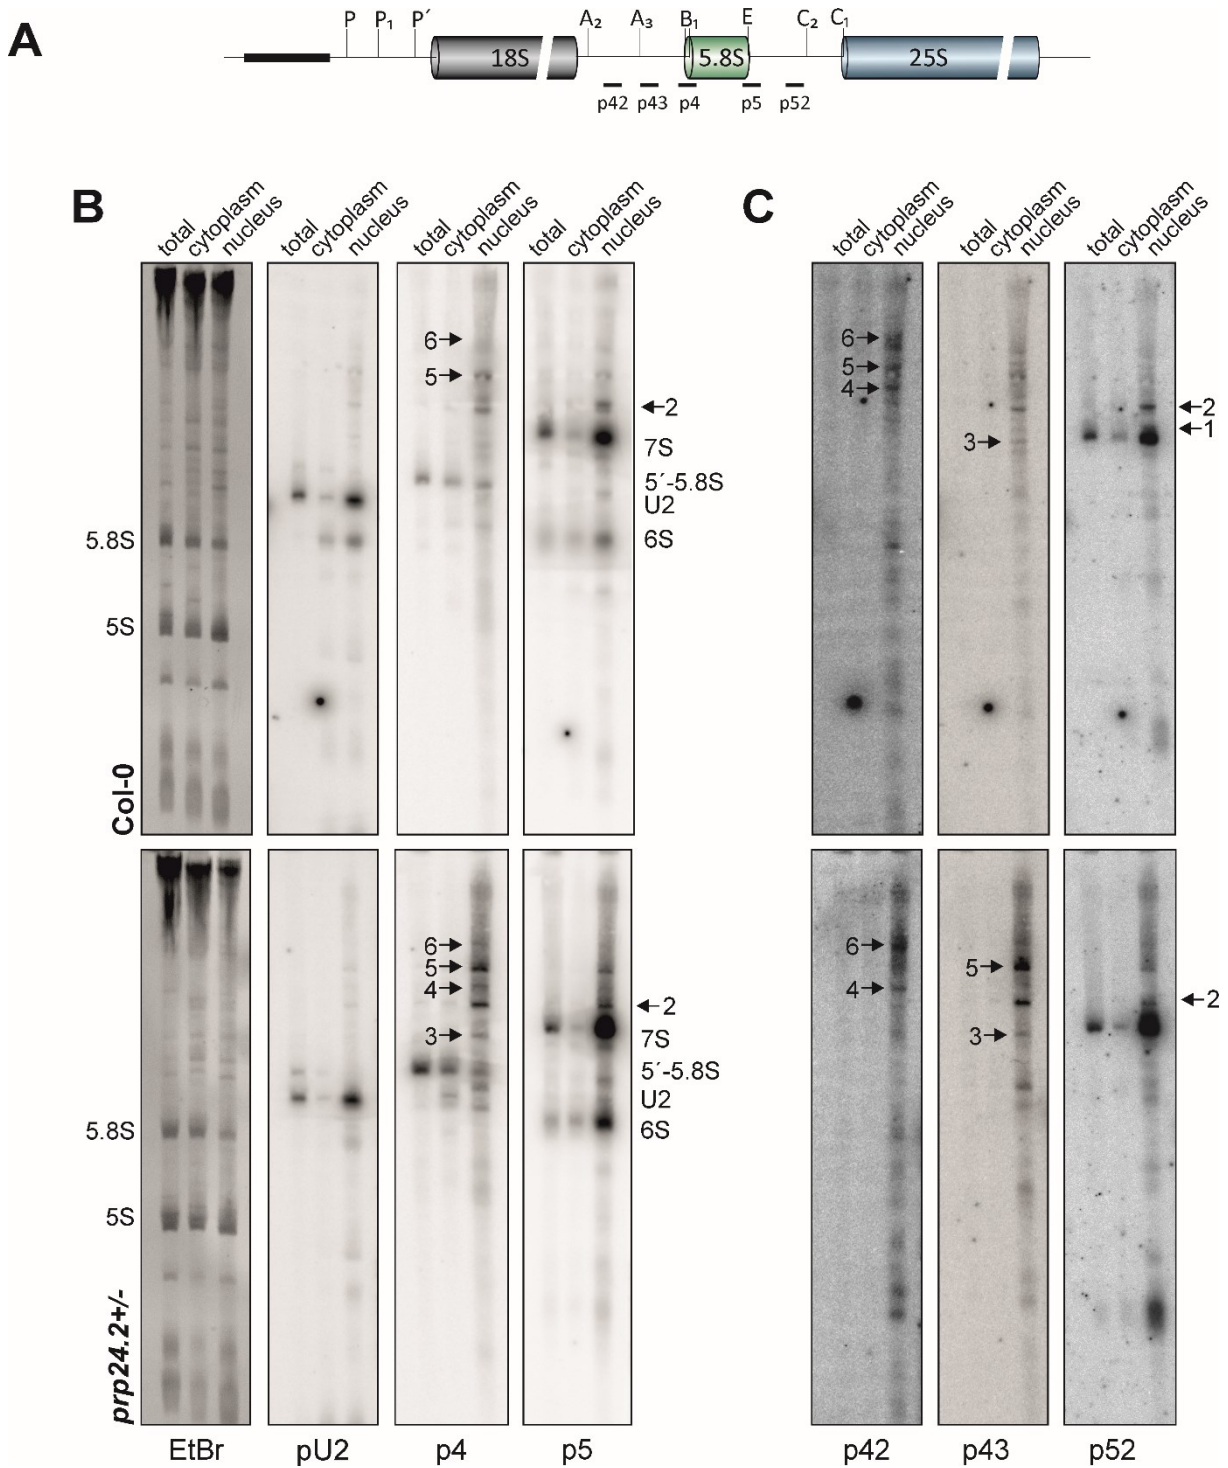 A
P P₁ P´ A₂ A₃ B₁ E C₂ C₁
18S 5.8S 25S
p42 p43 p4 p5 p52
B
C
total cytoplasm nucleus total cytoplasm nucleus total cytoplasm nucleus total cytoplasm nucleus
total cytoplasm nucleus total cytoplasm nucleus total cytoplasm nucleus
6
5
2
7S
5´-5.8S
U2
6S
5.8S
5S
Col-0
6
5
4
3
2
1
6
5
4
3
2
7S
5´-5.8S
U2
6S
5.8S
5S
prp24.2+/-
6
4
5
3
2
EtBr pU2 p4 p5 p42 p43 p52